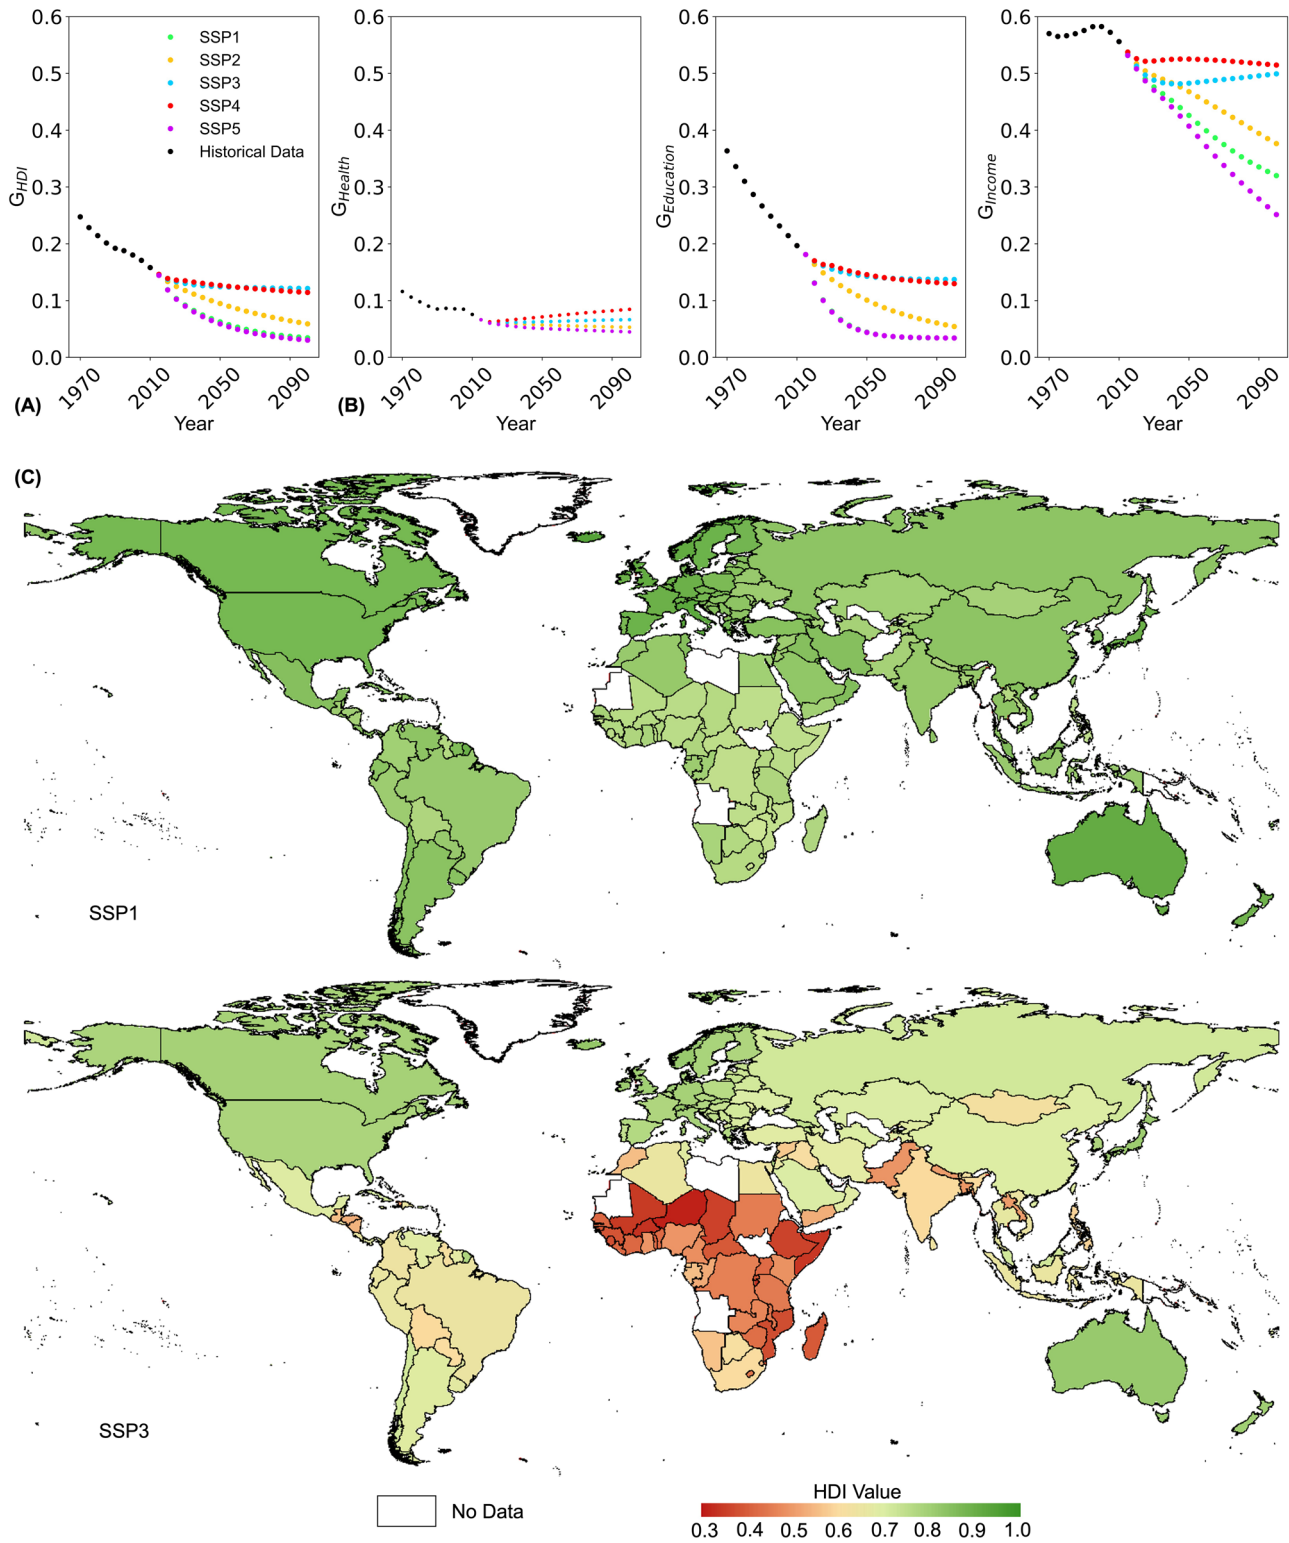 0.6
0.5
0.4
0.3
0.2
0.1
0.0
G_HDI
SSP1
SSP2
SSP3
SSP4
SSP5
Historical Data
1970
2010
2050
2090
Year
(A)
0.6
0.5
0.4
0.3
0.2
0.1
0.0
G_Health
1970
2010
2050
2090
Year
(B)
0.6
0.5
0.4
0.3
0.2
0.1
0.0
G_Education
1970
2010
2050
2090
Year
0.6
0.5
0.4
0.3
0.2
0.1
0.0
G_Income
1970
2010
2050
2090
Year
(C)
SSP1
SSP3
No Data
HDI Value
0.3 0.4 0.5 0.6 0.7 0.8 0.9 1.0